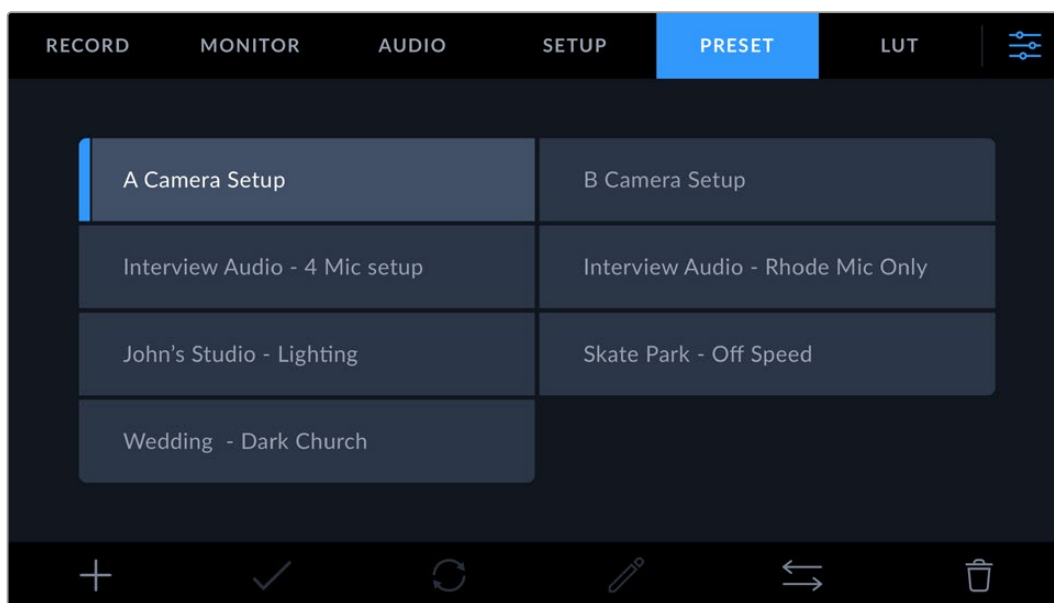 RECORD MONITOR AUDIO SETUP PRESET LUT
A Camera Setup B Camera Setup
Interview Audio - 4 Mic setup Interview Audio - Rhode Mic Only
John’s Studio - Lighting Skate Park - Off Speed
Wedding  - Dark Church